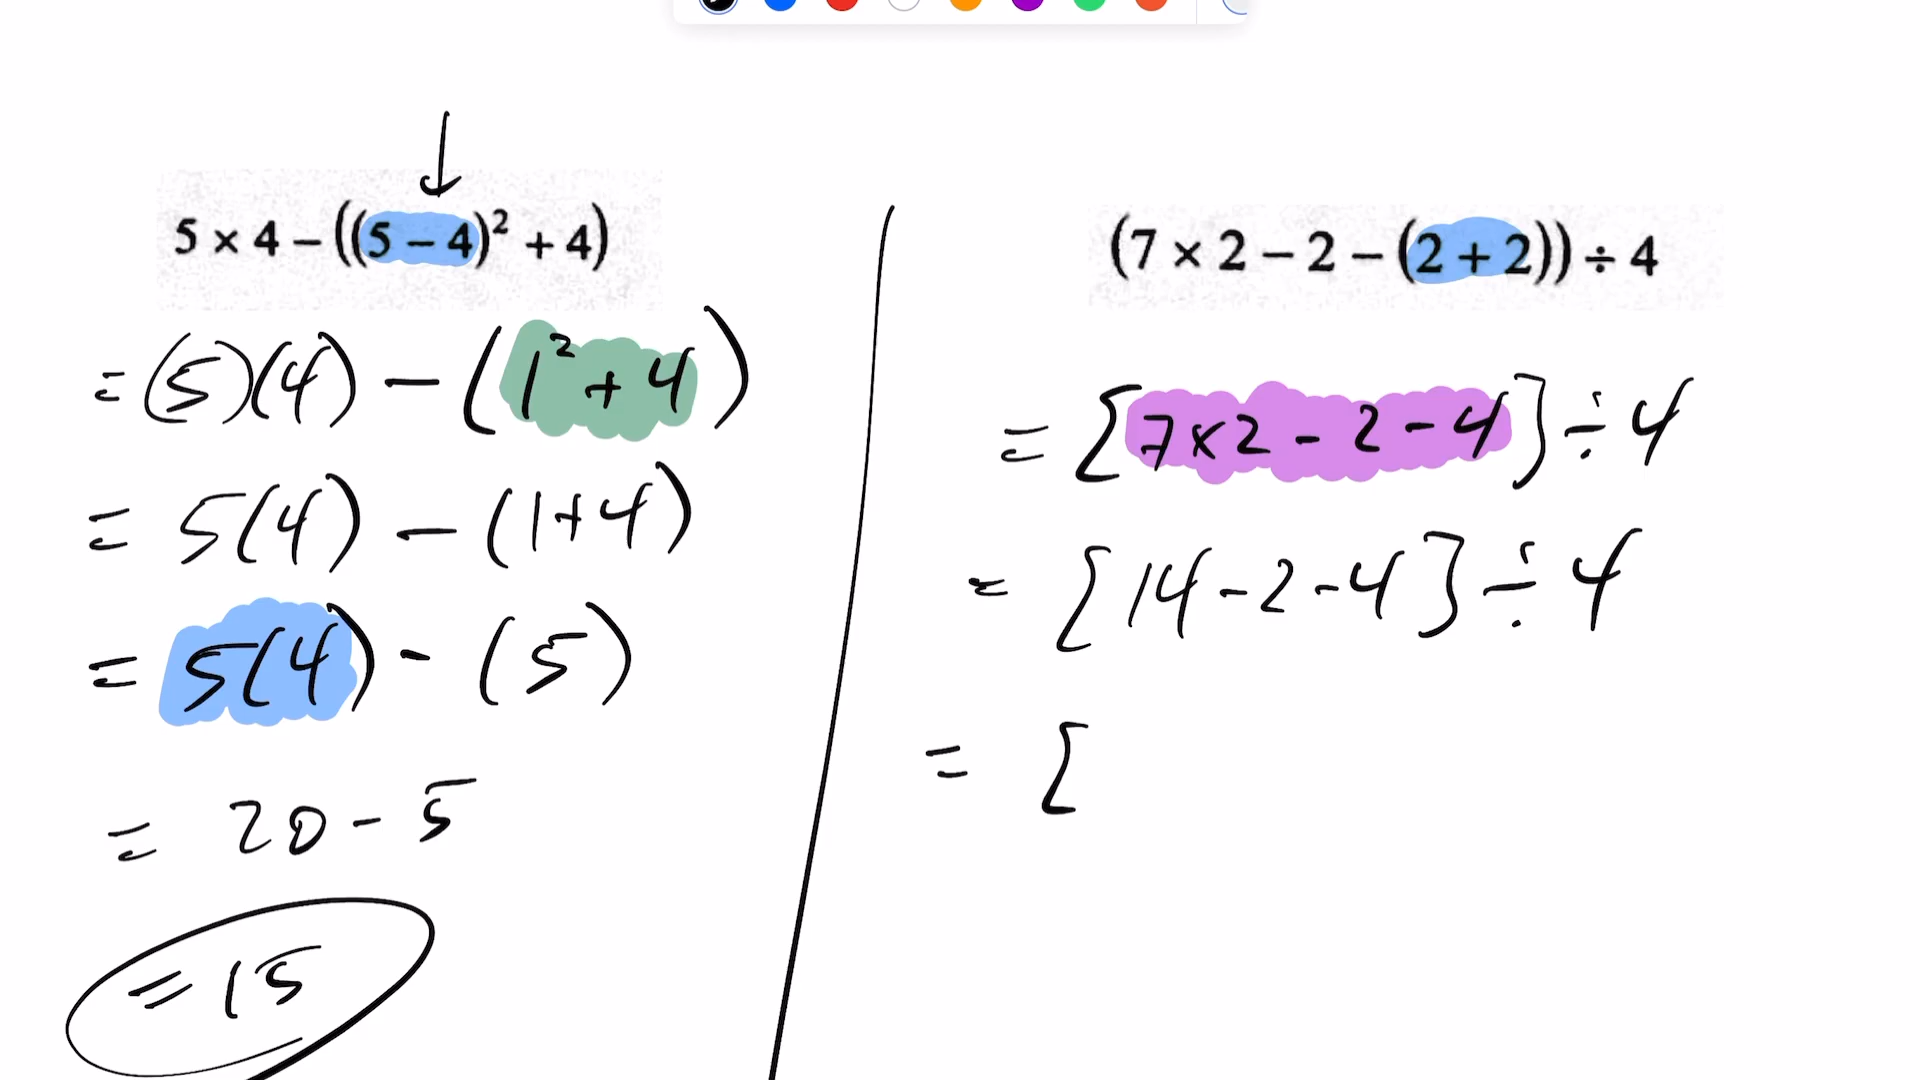 5 × 4 − ((5 − 4)² + 4)
= (5)(4) − (1² + 4)
= 5(4) − (1+4)
= 5(4) − (5)
= 20 − 5
= 15
(7 × 2 − 2 − (2 + 2)) ÷ 4
= [7×2 − 2 − 4] ÷ 4
= [14 − 2 − 4] ÷ 4
= [